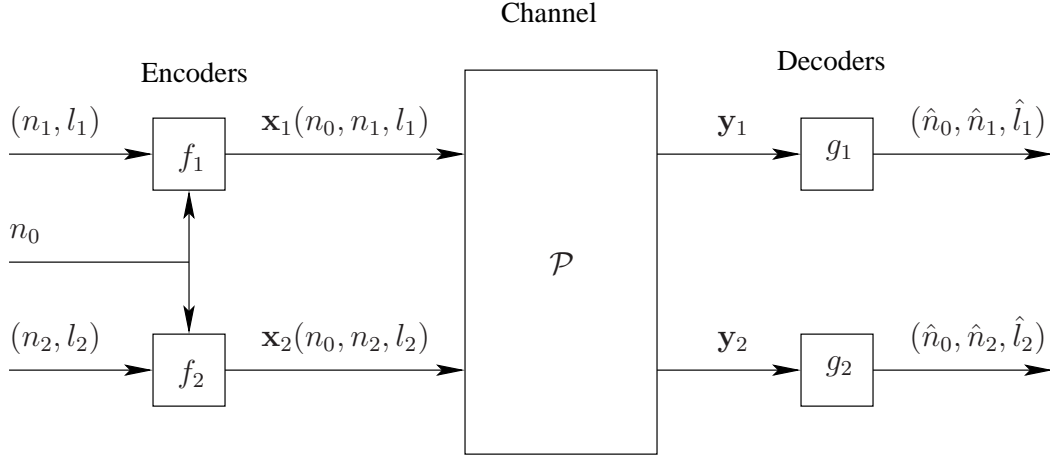 Channel
Encoders
Decoders
(n₁, l₁)
f₁
𝐱₁(n₀, n₁, l₁)
𝐲₁
g₁
(n̂₀, n̂₁, l̂₁)
n₀
𝒫
(n₂, l₂)
f₂
𝐱₂(n₀, n₂, l₂)
𝐲₂
g₂
(n̂₀, n̂₂, l̂₂)